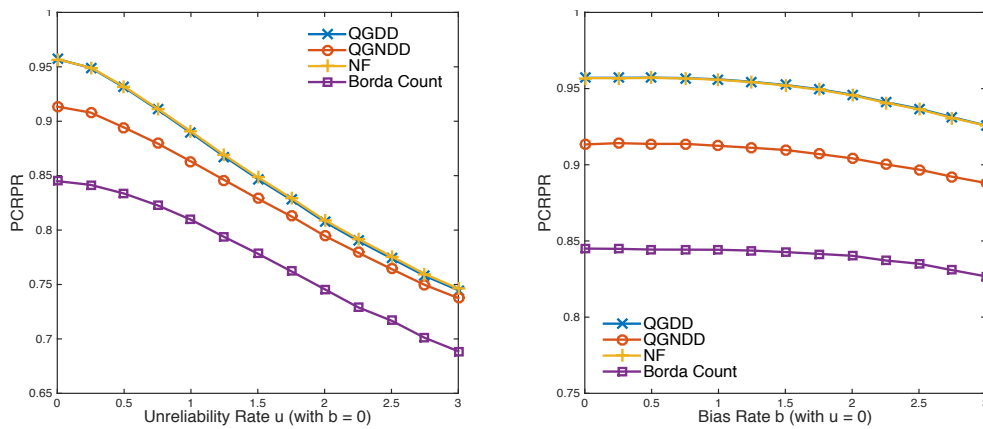 1
0.95
0.9
0.85
0.8
0.75
0.7
0.65
PCRPR
QGDD
QGNDD
NF
Borda Count
0 0.5 1 1.5 2 2.5 3
Unreliability Rate u (with b = 0)
1
0.95
0.9
0.85
0.8
0.75
PCRPR
QGDD
QGNDD
NF
Borda Count
0 0.5 1 1.5 2 2.5 3
Bias Rate b (with u = 0)